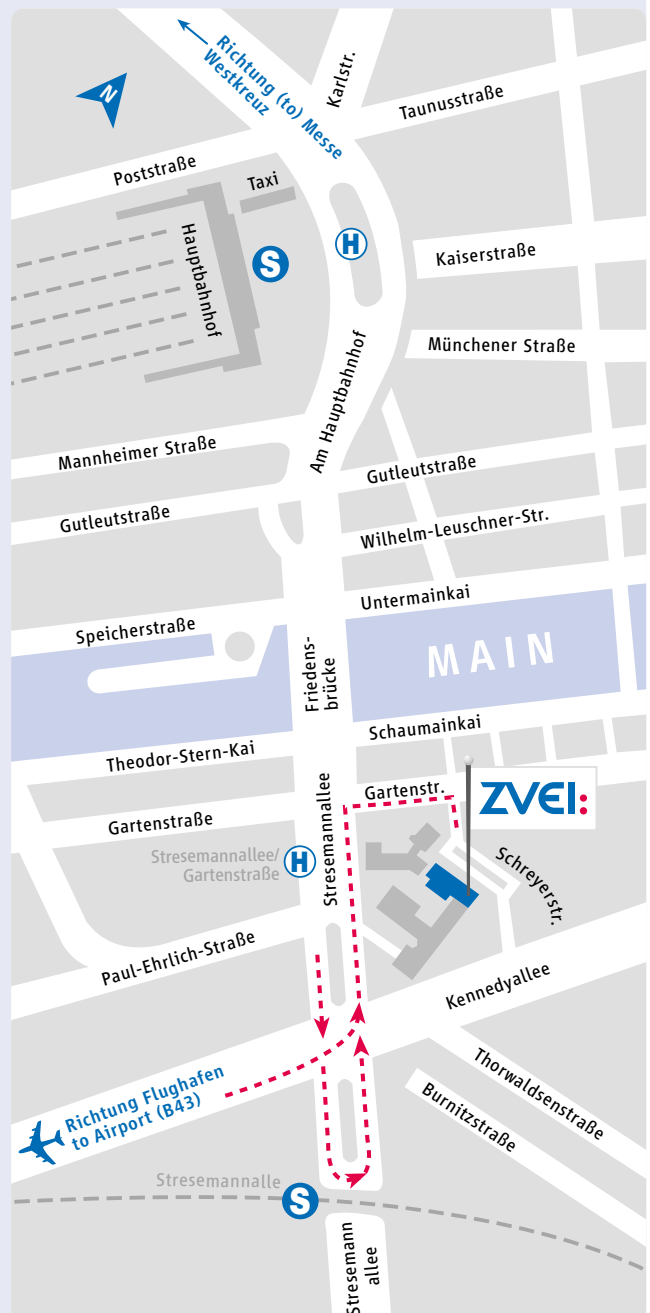 Richtung (to) Messe
Westkreuz
Karlstr.
N
Taunusstraße
Poststraße
Taxi
H
Kaiserstraße
S
Hauptbahnhof
Münchener Straße
Am Hauptbahnhof
Mannheimer Straße
Gutleutstraße
Gutleutstraße
Wilhelm-Leuschner-Str.
Untermainkai
Speicherstraße
MAIN
Friedens-
brücke
Schaumainkai
Theodor-Stern-Kai
Stresemannallee
Gartenstr.
ZVEI:
Gartenstraße
Stresemannallee/
Gartenstraße
H
Schreyerstr.
Paul-Ehrlich-Straße
Kennedyallee
Thorwaldsenstraße
Burnitzstraße
Richtung Flughafen
to Airport (B43)
Stresemannalle
S
Stresemann
allee